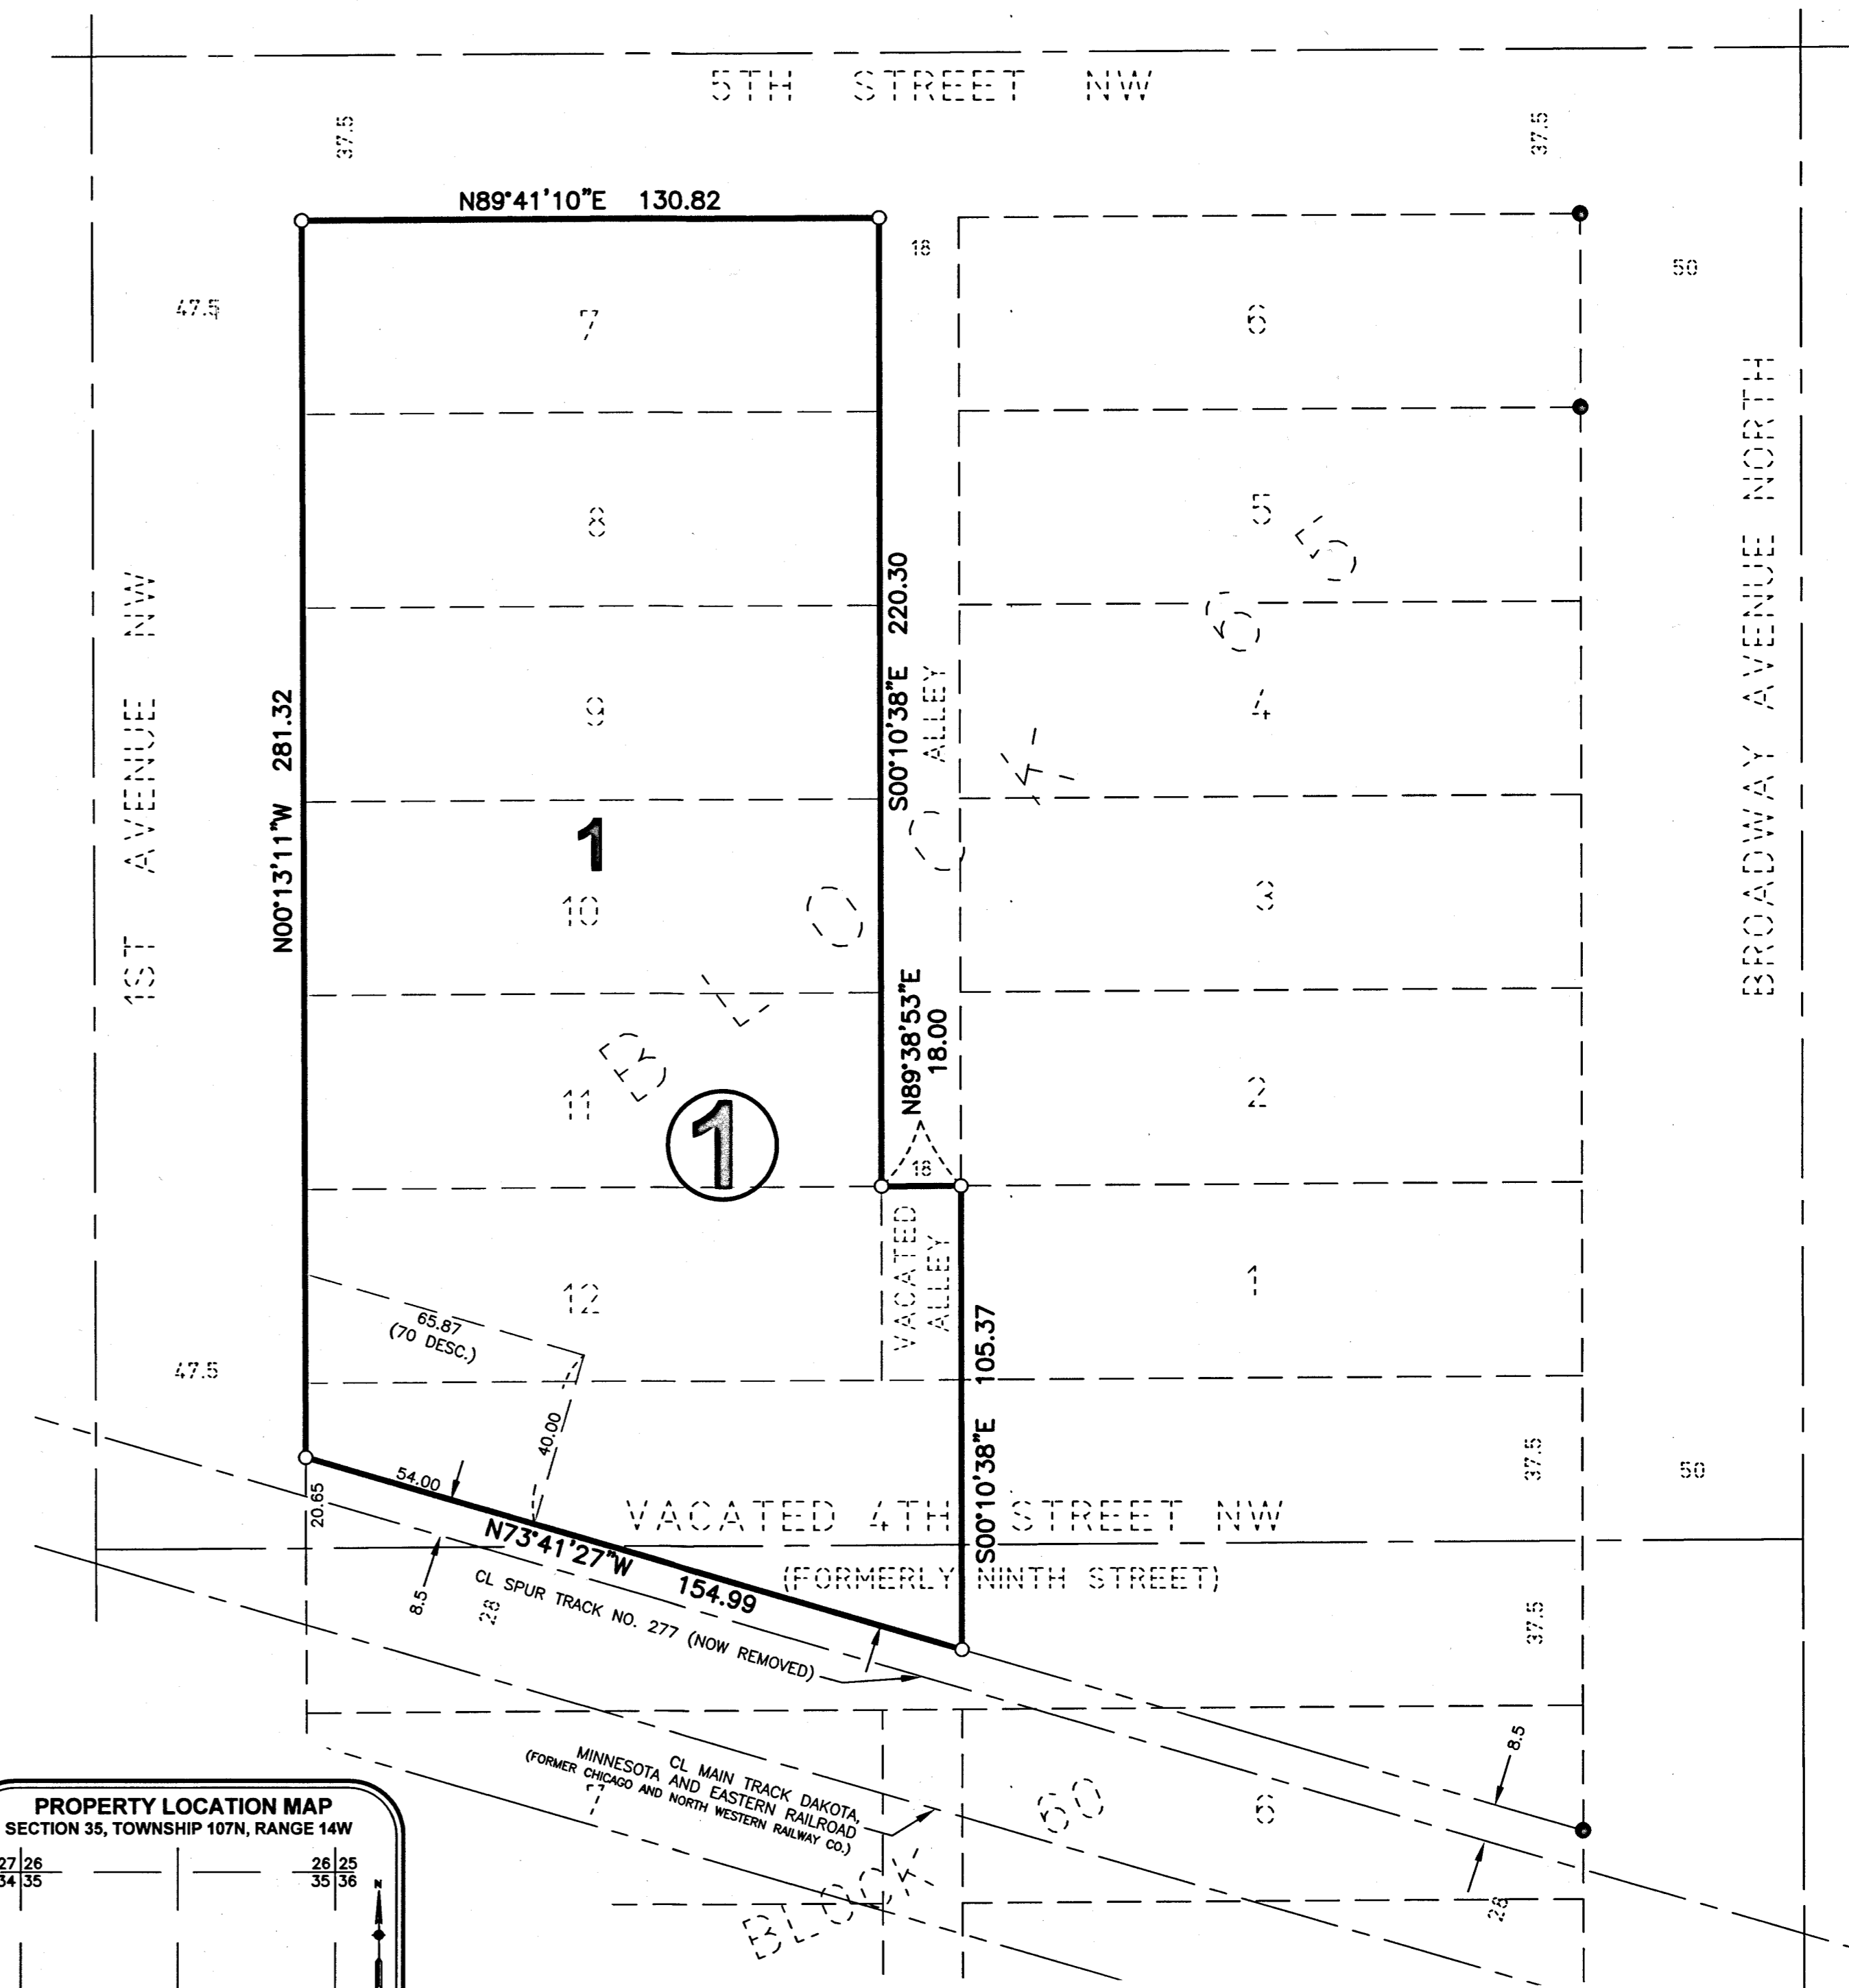 5TH STREET NW
37.5
37.5
N89°41'10"E 130.82
18
50
47.5
7
6
8
5
BLOCK 65
BROADWAY AVENUE NORTH
1ST AVENUE NW
N00°13'11"W 281.32
S00°10'38"E 220.30
ALLEY
9
4
1
10
3
N89°38'53"E
18.00
11
2
1
18
VACATED
ALLEY
12
1
65.87
(70 DESC.)
S00°10'38"E 105.37
47.5
40.00
54.00
20.65
37.5
50
VACATED 4TH STREET NW
N73°41'27"W 154.99
(FORMERLY NINTH STREET)
8.5
28
CL SPUR TRACK NO. 277 (NOW REMOVED)
37.5
8.5
CL MAIN TRACK DAKOTA,
MINNESOTA AND EASTERN RAILROAD
(FORMER CHICAGO AND NORTH WESTERN RAILWAY CO.)
7
BLOCK 60
6
28
PROPERTY LOCATION MAP
SECTION 35, TOWNSHIP 107N, RANGE 14W
27 26
34 35
26 25
35 36
N